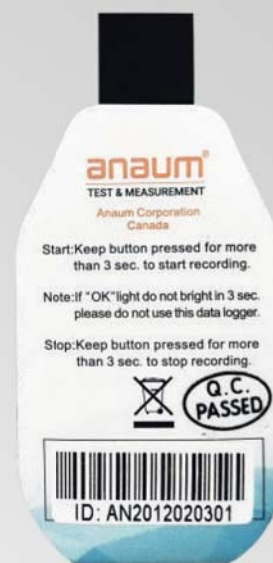 anaum®
TEST & MEASUREMENT
Anaum Corporation
Canada
Start:Keep button pressed for more
than 3 sec. to start recording.
Note:If "OK"light do not bright in 3 sec.
please do not use this data logger.
Stop:Keep button pressed for more
than 3 sec. to stop recording.
Q.C.
PASSED
ID: AN2012020301